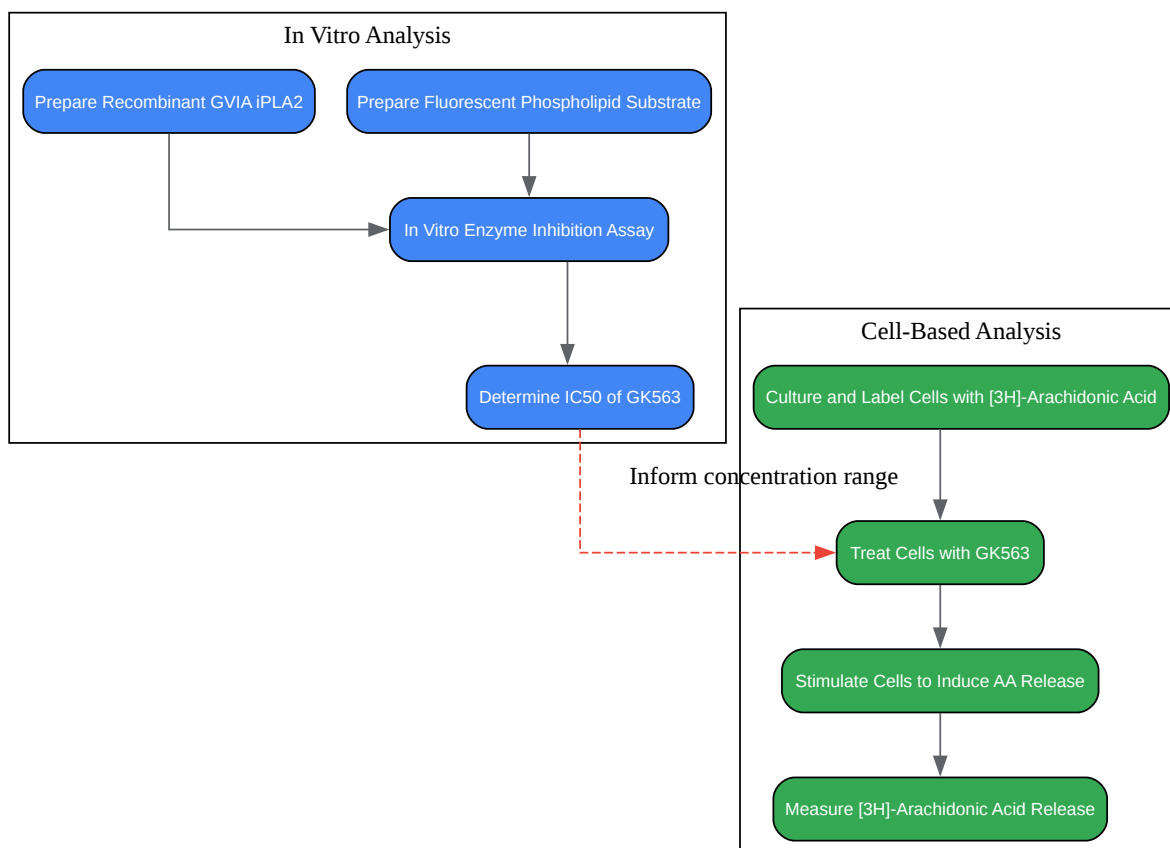 In Vitro Analysis
Prepare Recombinant GVIA iPLA2
Prepare Fluorescent Phospholipid Substrate
In Vitro Enzyme Inhibition Assay
Determine IC50 of GK563
Inform concentration range
Cell-Based Analysis
Culture and Label Cells with [3H]-Arachidonic Acid
Treat Cells with GK563
Stimulate Cells to Induce AA Release
Measure [3H]-Arachidonic Acid Release